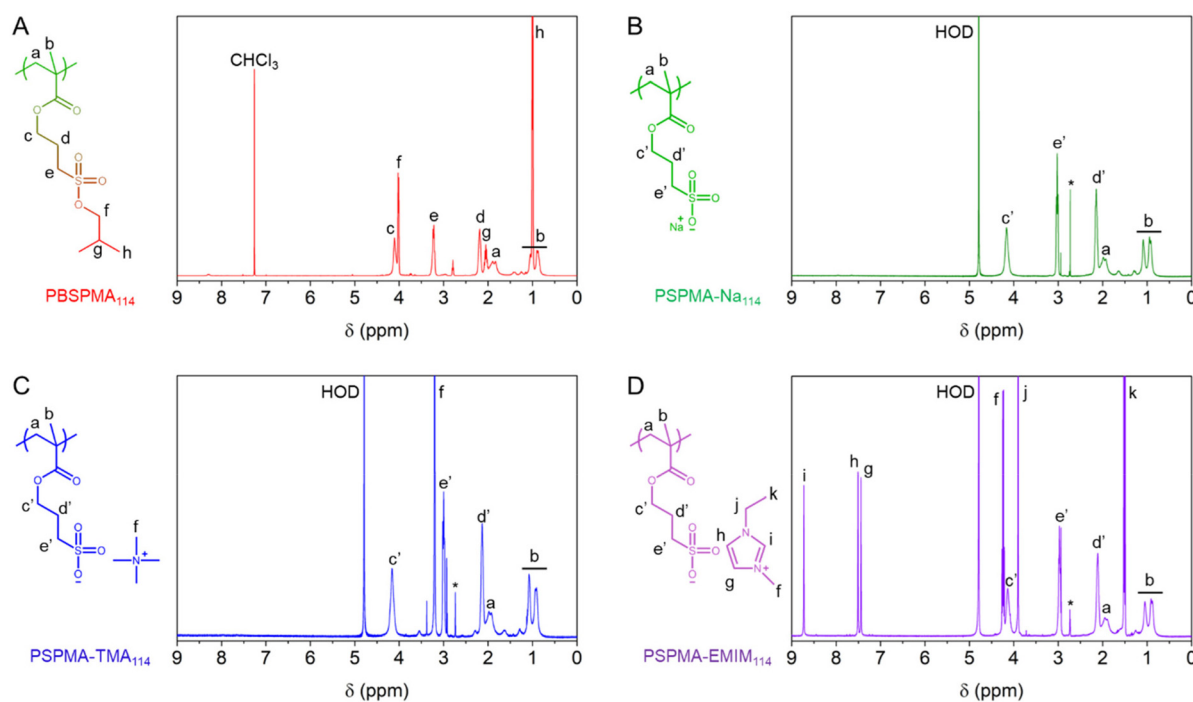 A
a
b
O
O
c
d
e
O
O
S
O
f
g
h
PBSPMA114
CHCl3
h
f
c
e
d
g
a
b
9 8 7 6 5 4 3 2 1 0
δ (ppm)
B
a
b
O
O
c'
d'
e'
O
S
O
Na+
O−
PSPMA-Na114
HOD
e'
*
d'
c'
a
b
9 8 7 6 5 4 3 2 1 0
δ (ppm)
C
a
b
O
O
c'
d'
e'
O
S
O
O−
f
N+
PSPMA-TMA114
HOD
f
e'
d'
c'
*
a
b
9 8 7 6 5 4 3 2 1 0
δ (ppm)
D
a
b
O
O
c'
d'
e'
O
S
O
O−
k
j
N
h
i
g
N+
f
PSPMA-EMIM114
HOD
f
j
k
i
h g
e'
d'
c'
*
a
b
9 8 7 6 5 4 3 2 1 0
δ (ppm)